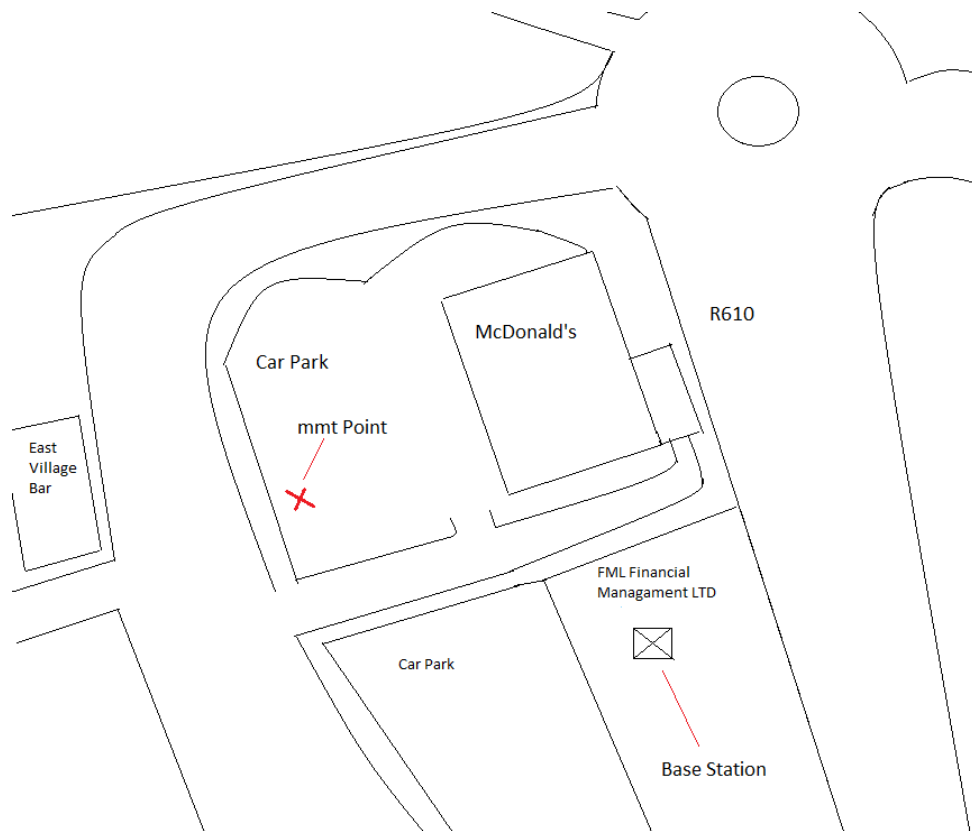 R610
McDonald's
Car Park
mmt Point
East
Village
Bar
FML Financial
Managament LTD
Car Park
Base Station